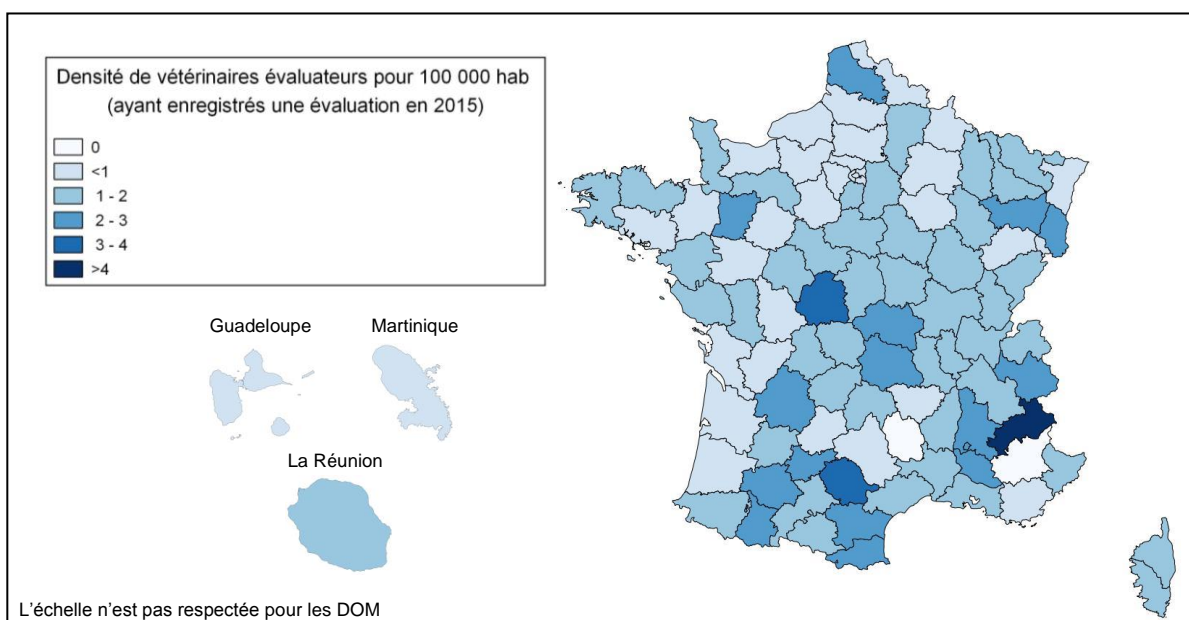 Densité de vétérinaires évaluateurs pour 100 000 hab
(ayant enregistrés une évaluation en 2015)
0
<1
1 - 2
2 - 3
3 - 4
>4
Guadeloupe
Martinique
La Réunion
L'échelle n'est pas respectée pour les DOM